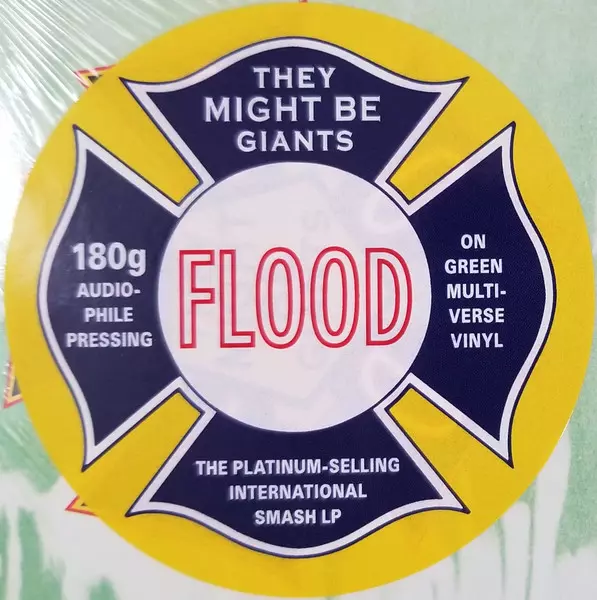 THEY
MIGHT BE
GIANTS
180g
AUDIO-
PHILE
PRESSING
FLOOD
ON
GREEN
MULTI-
VERSE
VINYL
THE PLATINUM-SELLING
INTERNATIONAL
SMASH LP